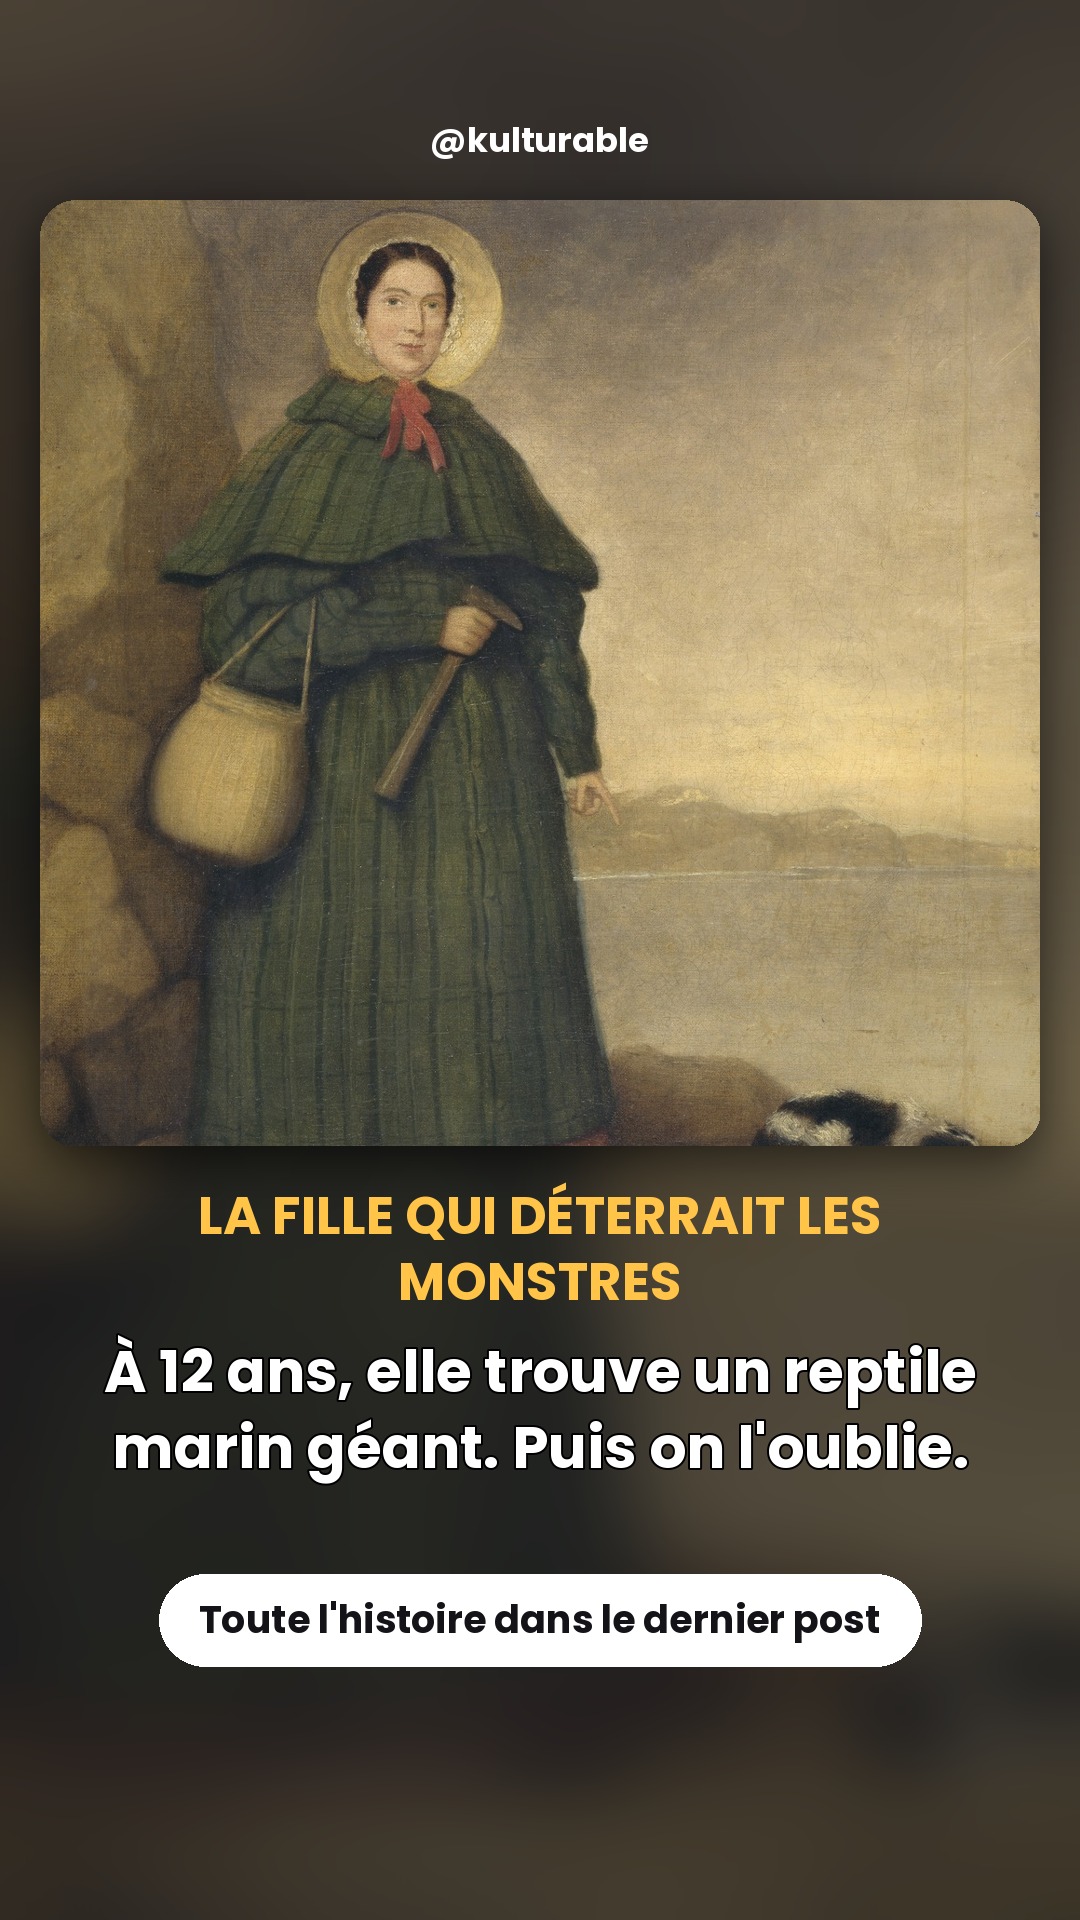 @kulturable
LA FILLE QUI DÉTERRAIT LES
MONSTRES
À 12 ans, elle trouve un reptile
marin géant. Puis on l'oublie.
Toute l'histoire dans le dernier post